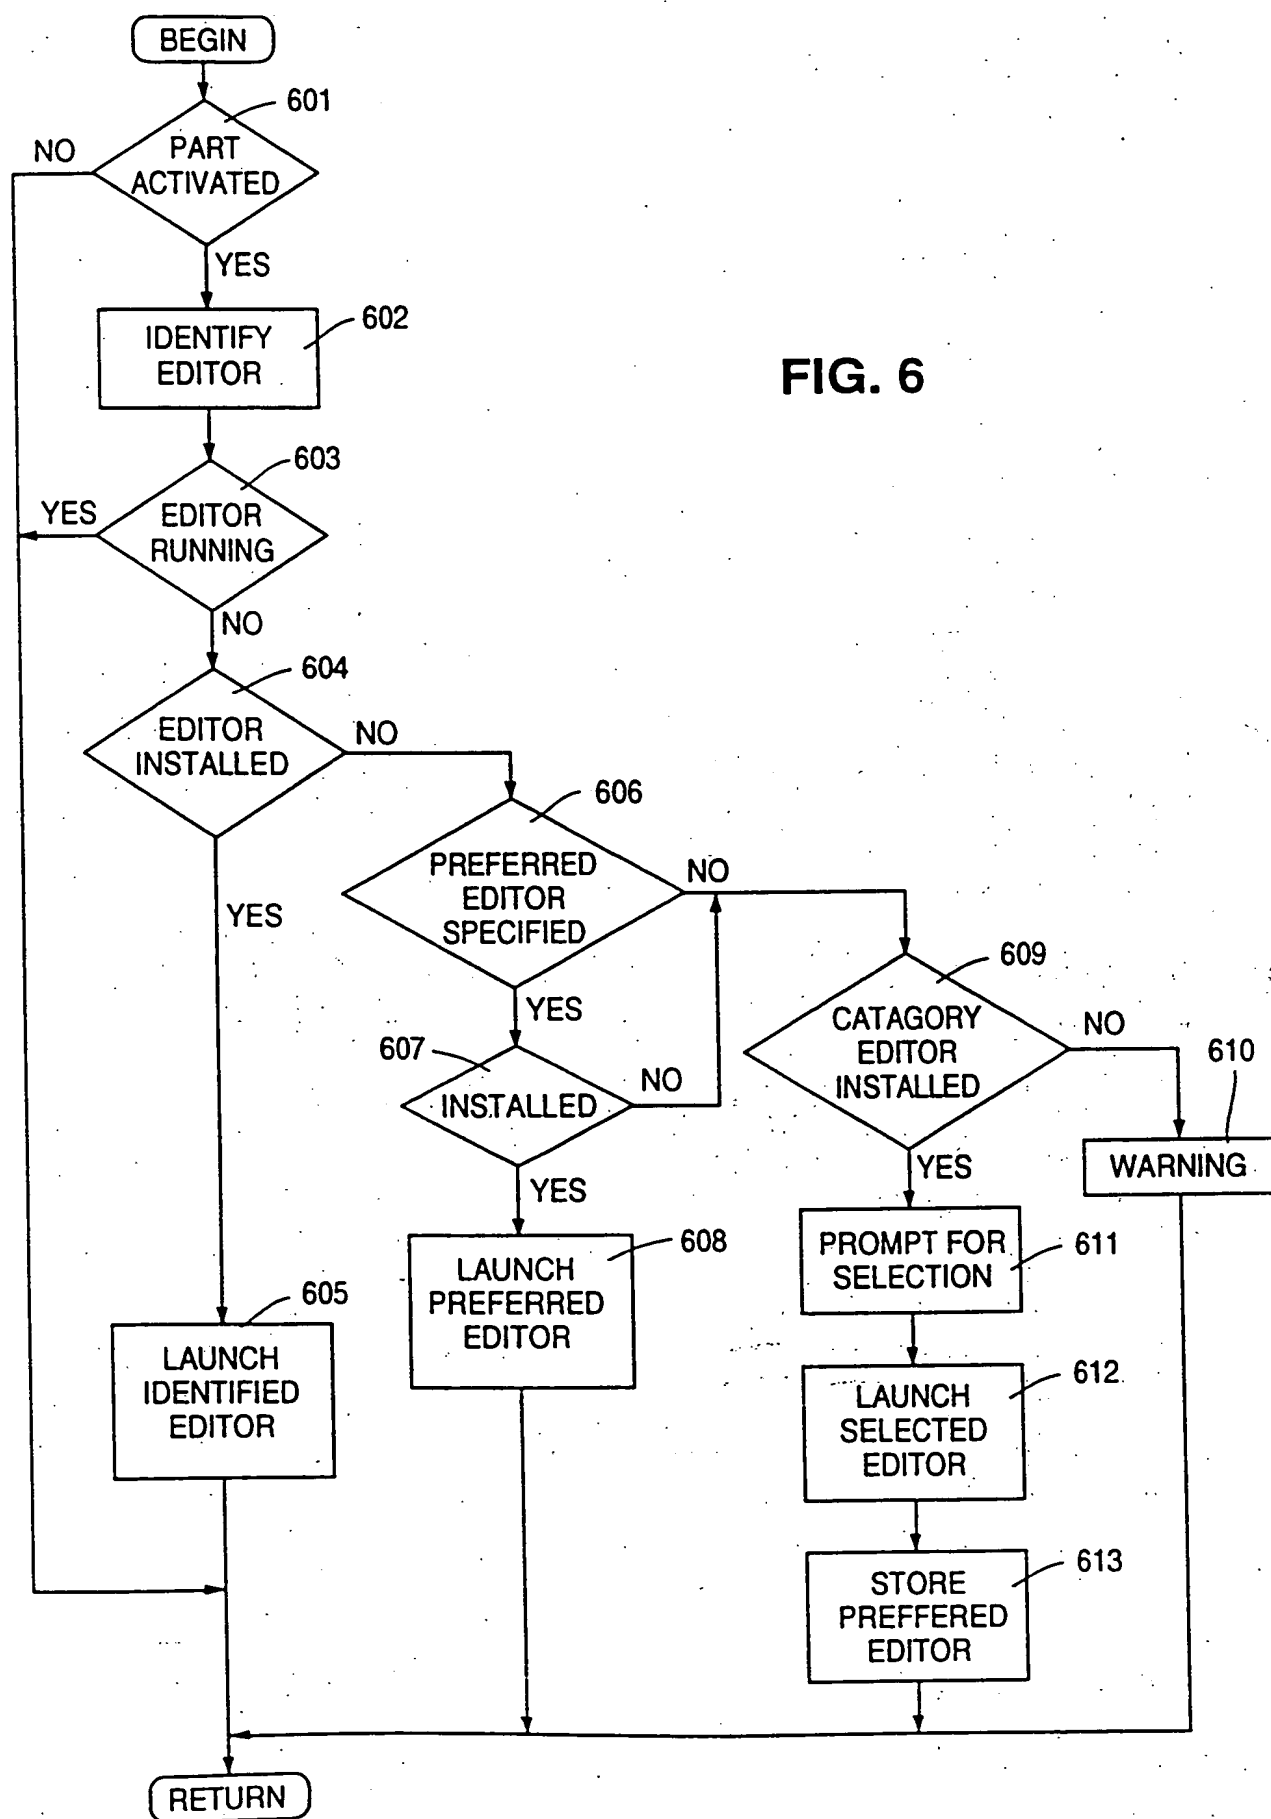 BEGIN
601
PART
ACTIVATED
NO
YES
602
IDENTIFY
EDITOR
FIG. 6
603
EDITOR
RUNNING
YES
NO
604
EDITOR
INSTALLED
NO
YES
606
PREFERRED
EDITOR
SPECIFIED
NO
YES
607
INSTALLED
NO
YES
609
CATAGORY
EDITOR
INSTALLED
NO
YES
610
WARNING
608
LAUNCH
PREFERRED
EDITOR
611
PROMPT FOR
SELECTION
605
LAUNCH
IDENTIFIED
EDITOR
612
LAUNCH
SELECTED
EDITOR
613
STORE
PREFFERED
EDITOR
RETURN